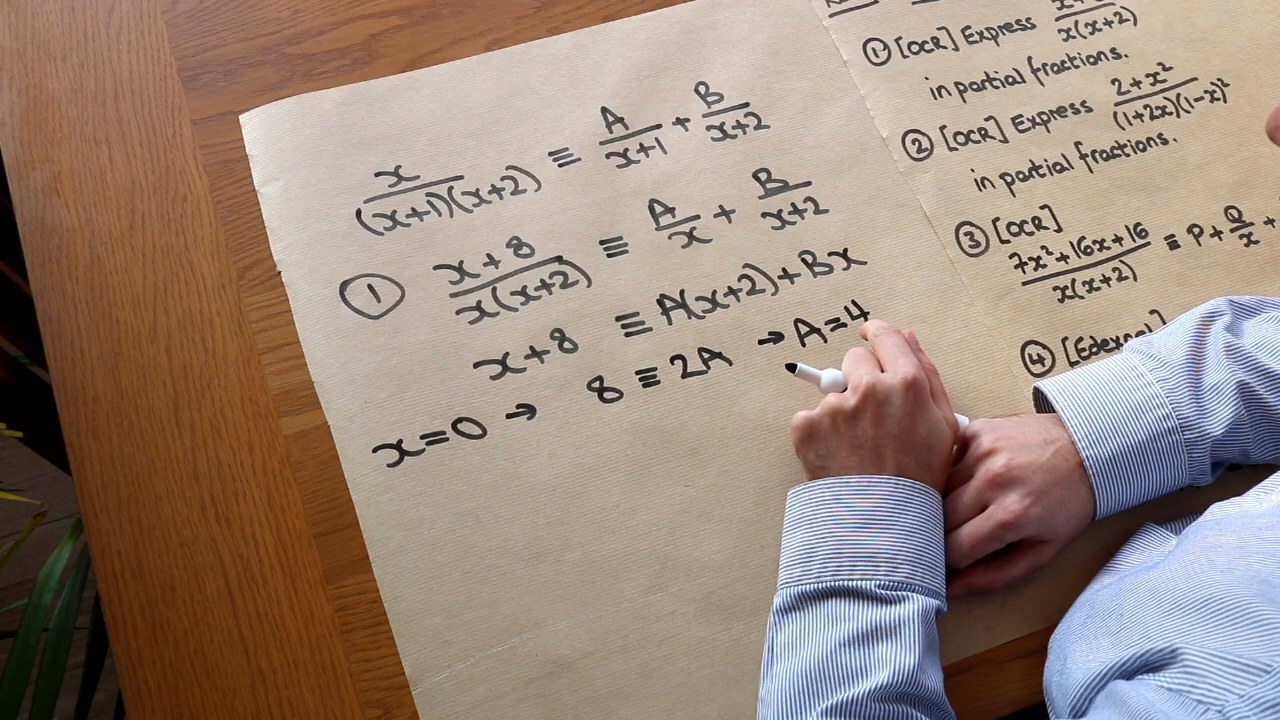 x/(x+1)(x+2) ≡ A/x+1 + B/x+2
① x+8/x(x+2) ≡ A/x + B/x+2
x+8 ≡ A(x+2)+Bx
x=0 → 8 ≡ 2A → A=4
① [OCR] Express
x(x+2)
in partial fractions.
② [OCR] Express 2+x²/(1+2x)(1-x)²
in partial fractions.
③ [OCR]
7x²+16x+16/x(x+2) ≡ P+Q/x+
④ [Edexcel]